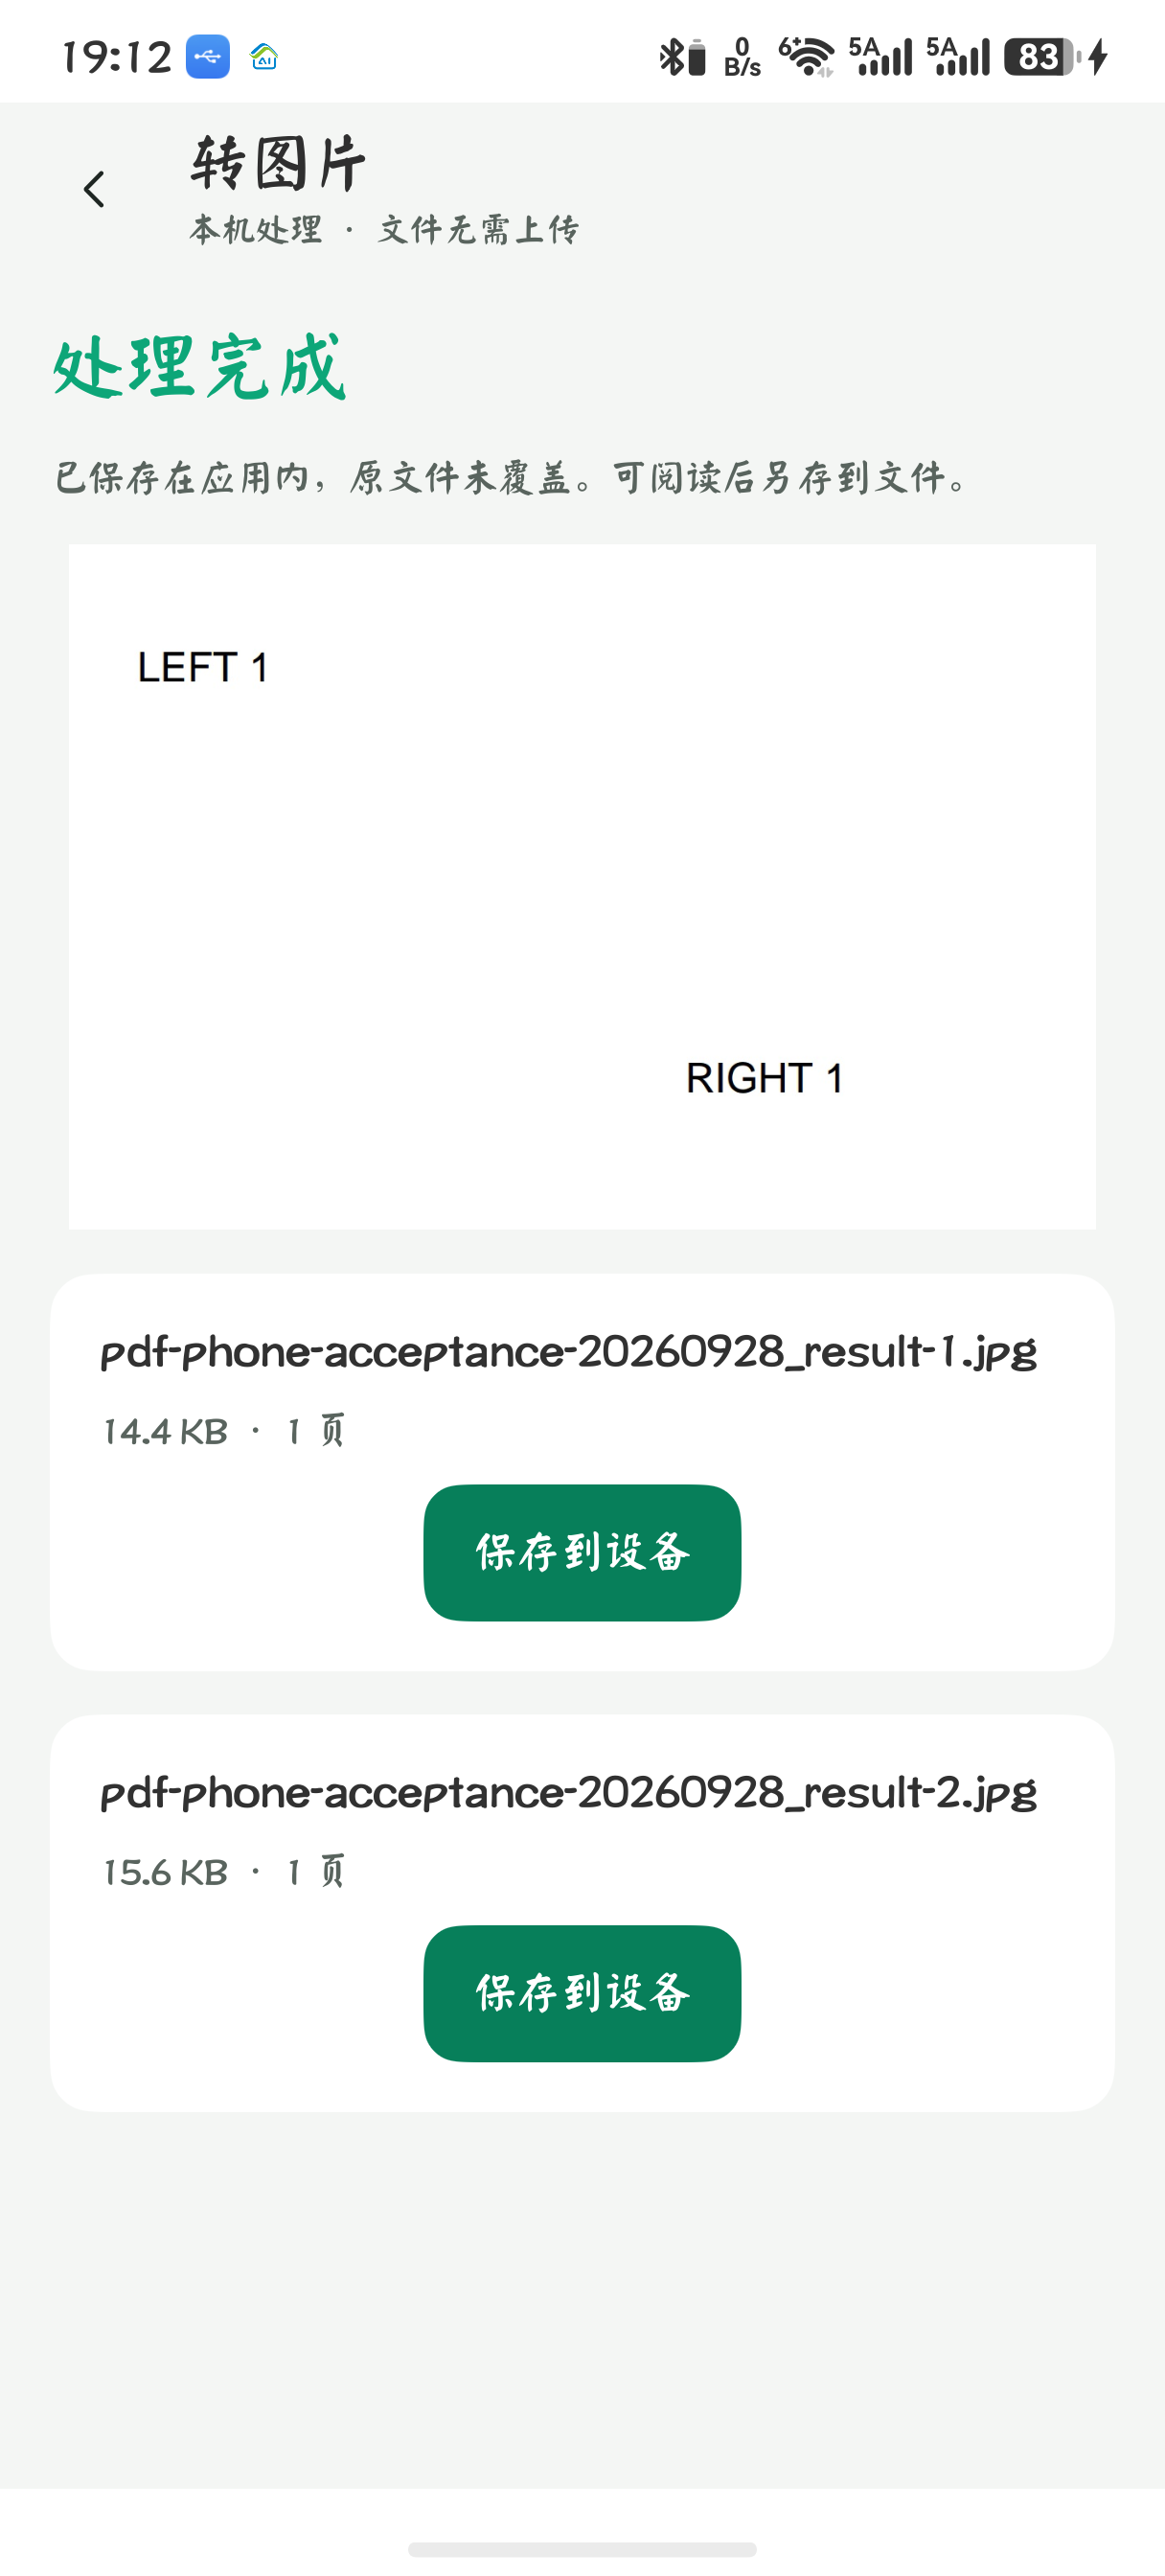 19:12
AI
0 B/s
6+
5A
5A
83
转图片
本机处理 · 文件无需上传
处理完成
已保存在应用内，原文件未覆盖。可阅读后另存到文件。
LEFT 1
RIGHT 1
pdf-phone-acceptance-20260928_result-1.jpg
14.4 KB · 1 页
保存到设备
pdf-phone-acceptance-20260928_result-2.jpg
15.6 KB · 1 页
保存到设备